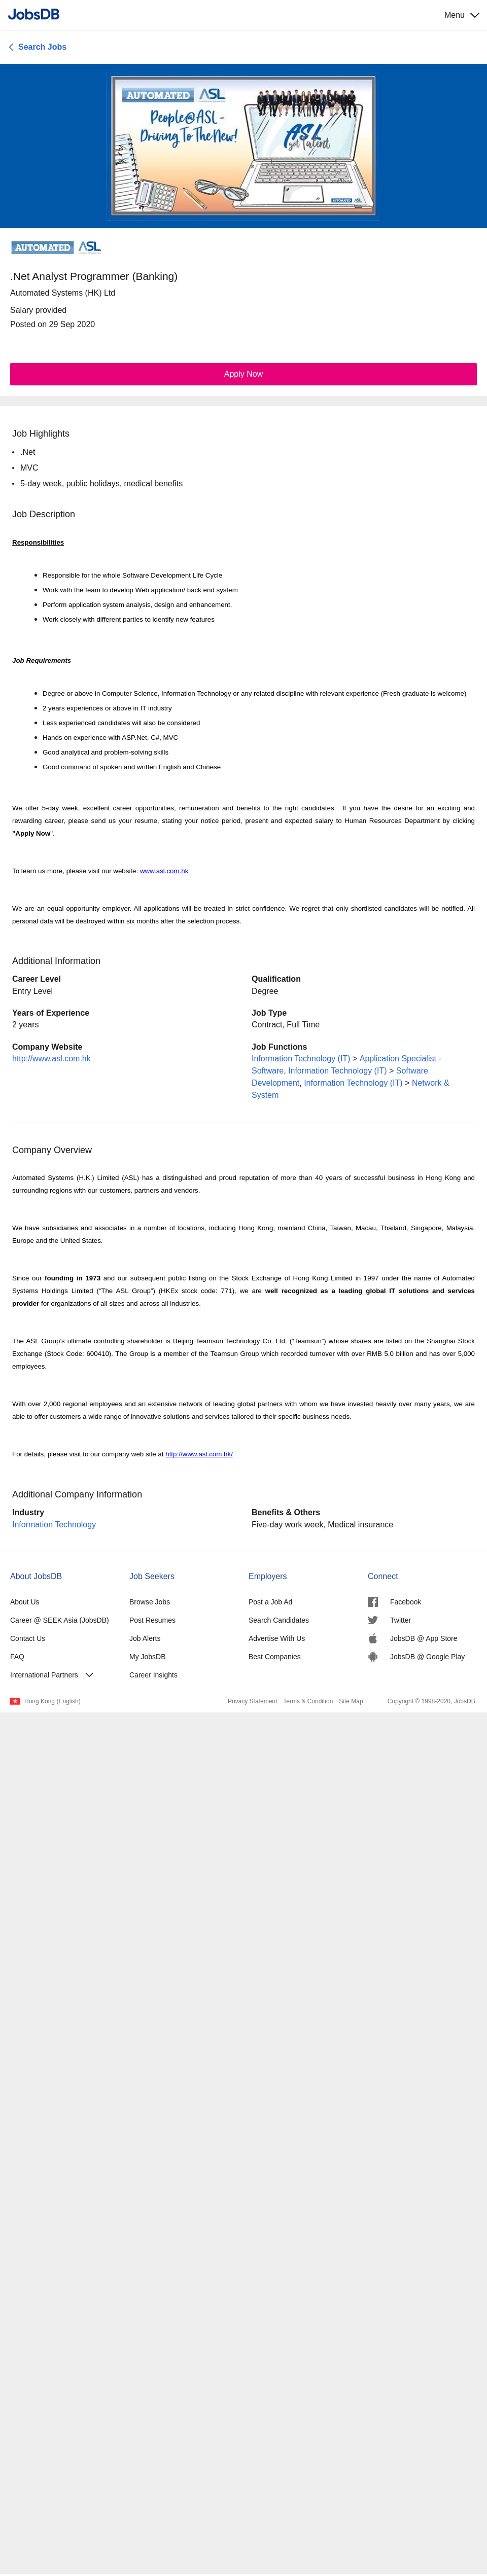 JobsDB
Menu
Search Jobs
AUTOMATED ASL
People@ASL -
Driving To The New!
ASL
got Talent
AUTOMATED ASL
AUTOMATED ASL
.Net Analyst Programmer (Banking)
Automated Systems (HK) Ltd
Salary provided
Posted on 29 Sep 2020
Apply Now
Job Highlights
• .Net
• MVC
• 5-day week, public holidays, medical benefits
Job Description
Responsibilities
• Responsible for the whole Software Development Life Cycle
• Work with the team to develop Web application/ back end system
• Perform application system analysis, design and enhancement.
• Work closely with different parties to identify new features
Job Requirements
• Degree or above in Computer Science, Information Technology or any related discipline with relevant experience (Fresh graduate is welcome)
• 2 years experiences or above in IT industry
• Less experienced candidates will also be considered
• Hands on experience with ASP.Net, C#, MVC
• Good analytical and problem-solving skills
• Good command of spoken and written English and Chinese
We offer 5-day week, excellent career opportunities, remuneration and benefits to the right candidates. If you have the desire for an exciting and
rewarding career, please send us your resume, stating your notice period, present and expected salary to Human Resources Department by clicking
"Apply Now".
To learn us more, please visit our website: www.asl.com.hk
We are an equal opportunity employer. All applications will be treated in strict confidence. We regret that only shortlisted candidates will be notified. All
personal data will be destroyed within six months after the selection process.
Additional Information
Career Level
Entry Level
Qualification
Degree
Years of Experience
2 years
Job Type
Contract, Full Time
Company Website
http://www.asl.com.hk
Job Functions
Information Technology (IT) > Application Specialist -
Software, Information Technology (IT) > Software
Development, Information Technology (IT) > Network &
System
Company Overview
Automated Systems (H.K.) Limited (ASL) has a distinguished and proud reputation of more than 40 years of successful business in Hong Kong and
surrounding regions with our customers, partners and vendors.
We have subsidiaries and associates in a number of locations, including Hong Kong, mainland China, Taiwan, Macau, Thailand, Singapore, Malaysia,
Europe and the United States.
Since our founding in 1973 and our subsequent public listing on the Stock Exchange of Hong Kong Limited in 1997 under the name of Automated
Systems Holdings Limited ("The ASL Group") (HKEx stock code: 771), we are well recognized as a leading global IT solutions and services
provider for organizations of all sizes and across all industries.
The ASL Group's ultimate controlling shareholder is Beijing Teamsun Technology Co. Ltd. ("Teamsun") whose shares are listed on the Shanghai Stock
Exchange (Stock Code: 600410). The Group is a member of the Teamsun Group which recorded turnover with over RMB 5.0 billion and has over 5,000
employees.
With over 2,000 regional employees and an extensive network of leading global partners with whom we have invested heavily over many years, we are
able to offer customers a wide range of innovative solutions and services tailored to their specific business needs.
For details, please visit to our company web site at http://www.asl.com.hk/
Additional Company Information
Industry
Information Technology
Benefits & Others
Five-day work week, Medical insurance
About JobsDB
About Us
Career @ SEEK Asia (JobsDB)
Contact Us
FAQ
International Partners
Job Seekers
Browse Jobs
Post Resumes
Job Alerts
My JobsDB
Career Insights
Employers
Post a Job Ad
Search Candidates
Advertise With Us
Best Companies
Connect
Facebook
Twitter
JobsDB @ App Store
JobsDB @ Google Play
Hong Kong (English)
Privacy Statement Terms & Condition Site Map
Copyright © 1998-2020, JobsDB.